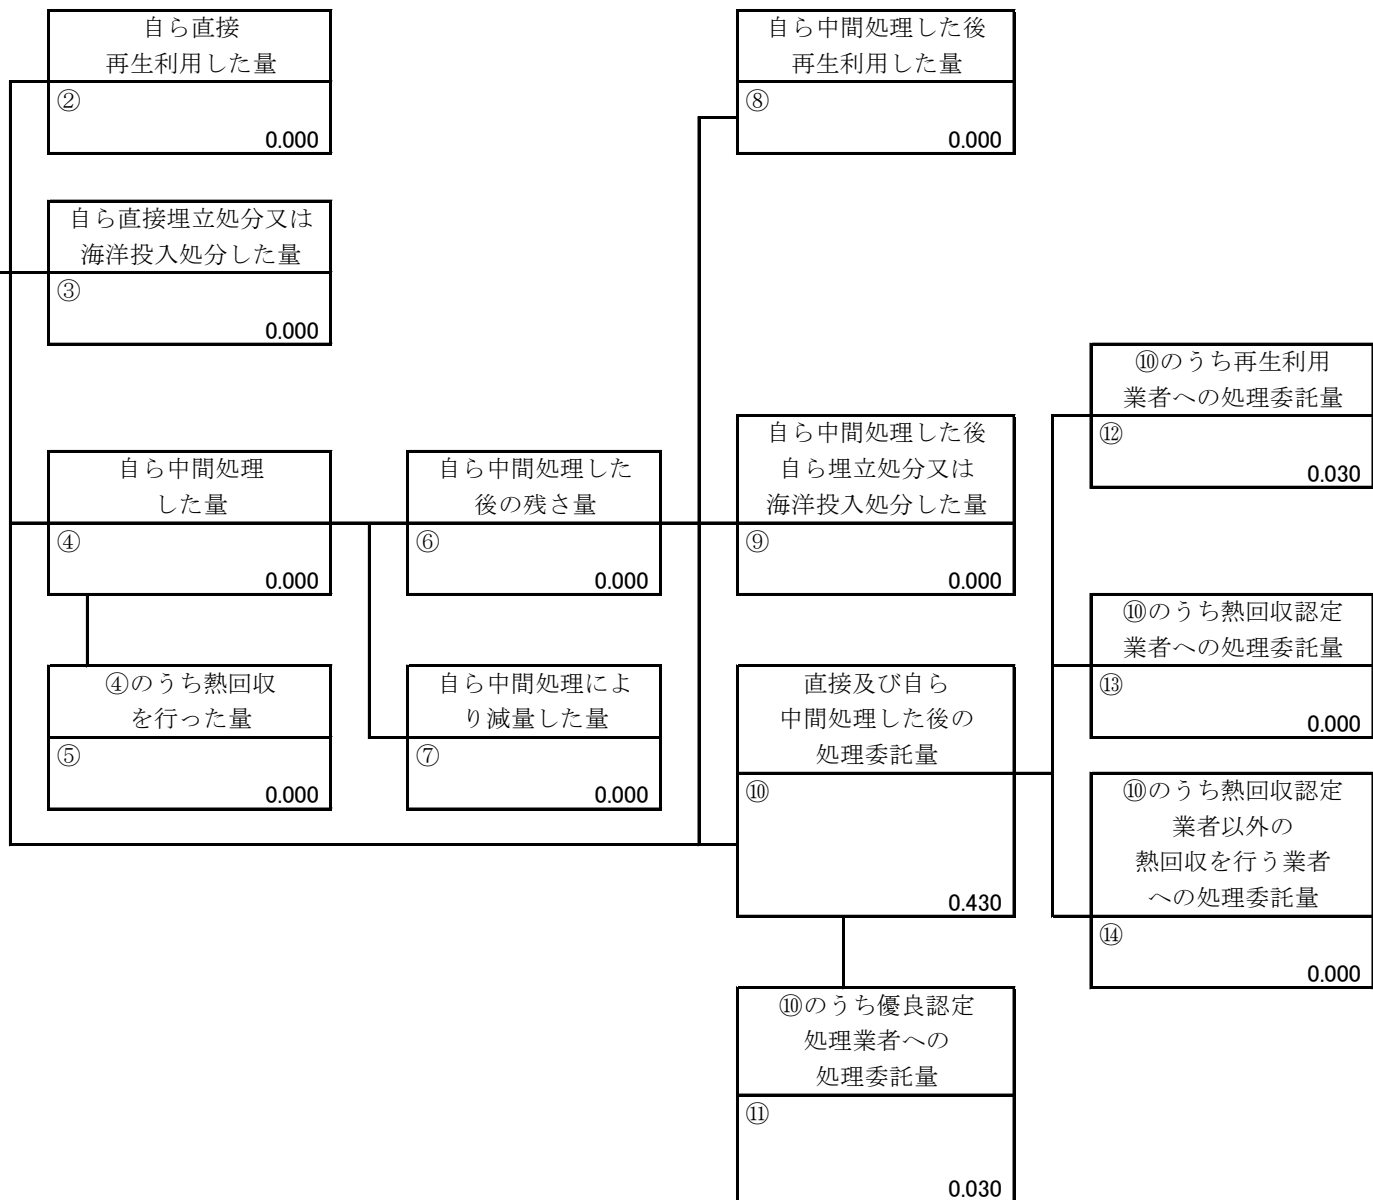 自ら直接
再生利用した量
②
0.000
自ら中間処理した後
再生利用した量
⑧
0.000
自ら直接埋立処分又は
海洋投入処分した量
③
0.000
⑩のうち再生利用
業者への処理委託量
⑫
0.030
自ら中間処理
した量
④
0.000
自ら中間処理した
後の残さ量
⑥
0.000
自ら中間処理した後
自ら埋立処分又は
海洋投入処分した量
⑨
0.000
⑩のうち熱回収認定
業者への処理委託量
⑬
0.000
④のうち熱回収
を行った量
⑤
0.000
自ら中間処理によ
り減量した量
⑦
0.000
直接及び自ら
中間処理した後の
処理委託量
⑩
0.430
⑩のうち熱回収認定
業者以外の
熱回収を行う業者
への処理委託量
⑭
0.000
⑩のうち優良認定
処理業者への
処理委託量
⑪
0.030